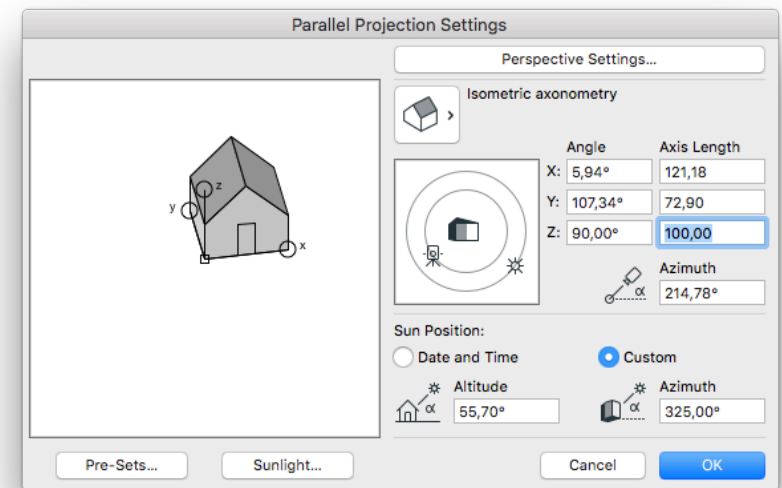 Parallel Projection Settings
Perspective Settings...
Isometric axonometry
Angle Axis Length
X: 5,94° 121,18
Y: 107,34° 72,90
Z: 90,00° 100,00
z
y
x
Azimuth
α 214,78°
Sun Position:
Date and Time Custom
Altitude Azimuth
α 55,70° α 325,00°
Pre-Sets... Sunlight... Cancel OK